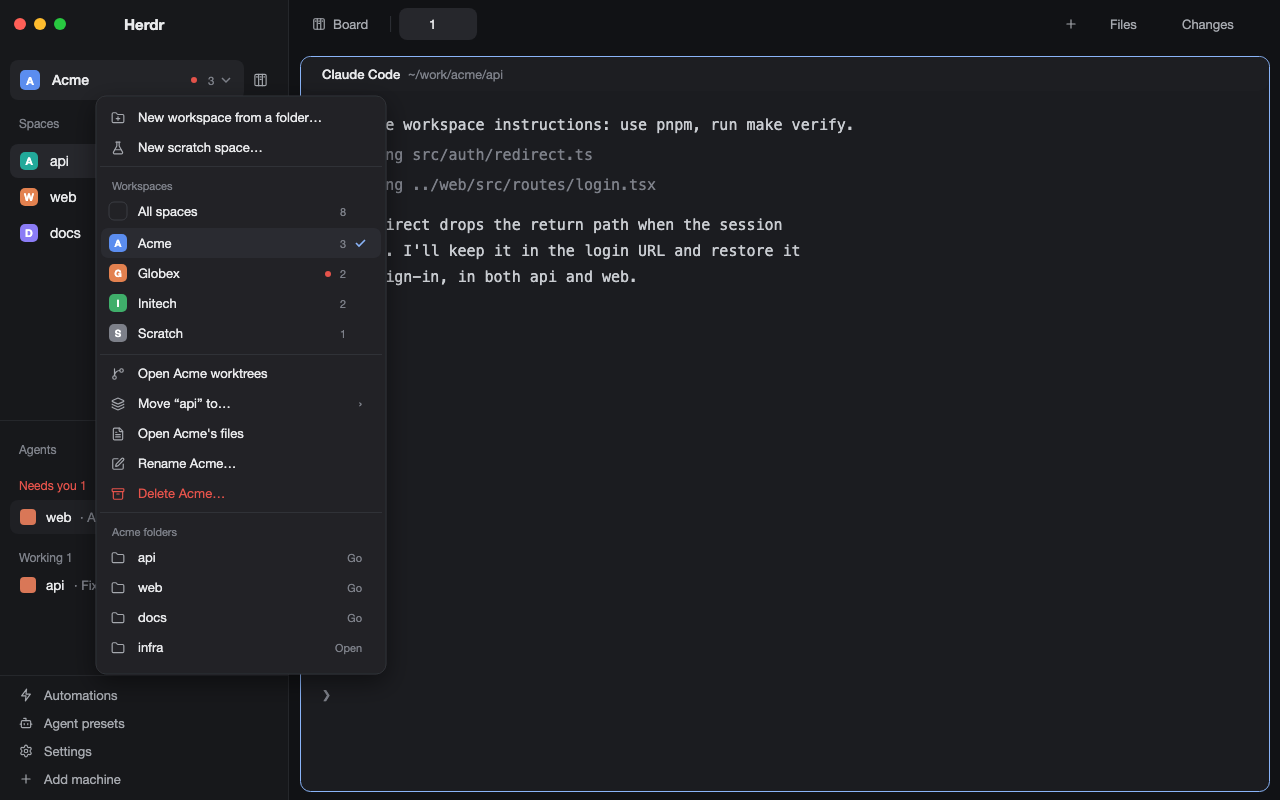 Herdr
Board
1
+
Files
Changes
A
Acme
3
Claude Code ~/work/acme/api
Spaces
A api
W web
D docs
New workspace from a folder…
New scratch space…
Workspaces
All spaces 8
A Acme 3
G Globex 2
I Initech 2
S Scratch 1
Open Acme worktrees
Move “api” to… ›
Open Acme's files
Rename Acme…
Delete Acme…
Acme folders
api Go
web Go
docs Go
infra Open
e workspace instructions: use pnpm, run make verify.
ng src/auth/redirect.ts
ng ../web/src/routes/login.tsx
irect drops the return path when the session
. I'll keep it in the login URL and restore it
ign-in, in both api and web.
❯
Agents
Needs you 1
web · A
Working 1
api · Fix
Automations
Agent presets
Settings
+ Add machine